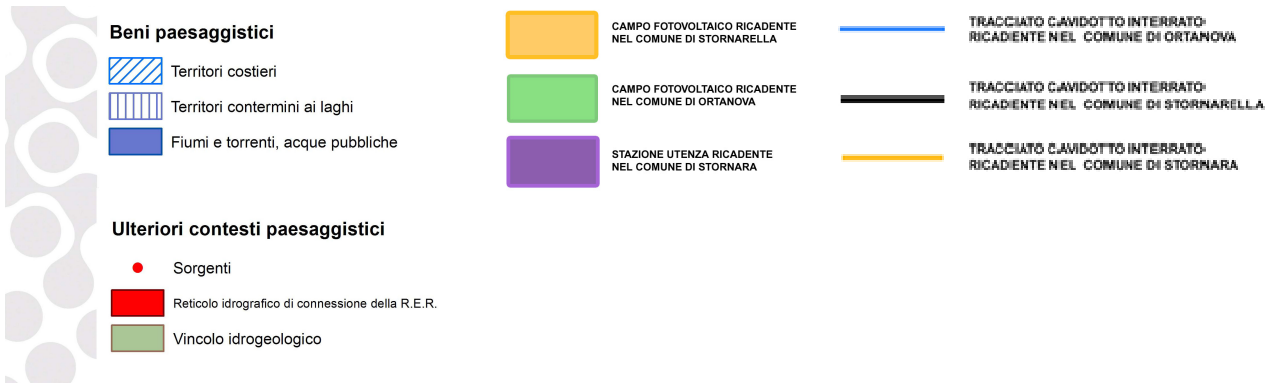 Beni paesaggistici
Territori costieri
Territori contermini ai laghi
Fiumi e torrenti, acque pubbliche
Ulteriori contesti paesaggistici
Sorgenti
Reticolo idrografico di connessione della R.E.R.
Vincolo idrogeologico
CAMPO FOTOVOLTAICO RICADENTE
NEL COMUNE DI STORNARELLA
CAMPO FOTOVOLTAICO RICADENTE
NEL COMUNE DI ORTANOVA
STAZIONE UTENZA RICADENTE
NEL COMUNE DI STORNARA
TRACCIATO CAVIDOTTO INTERRATO
RICADENTE NEL COMUNE DI ORTANOVA
TRACCIATO CAVIDOTTO INTERRATO
RICADENTE NEL COMUNE DI STORNARELLA
TRACCIATO CAVIDOTTO INTERRATO
RICADENTE NEL COMUNE DI STORNARA